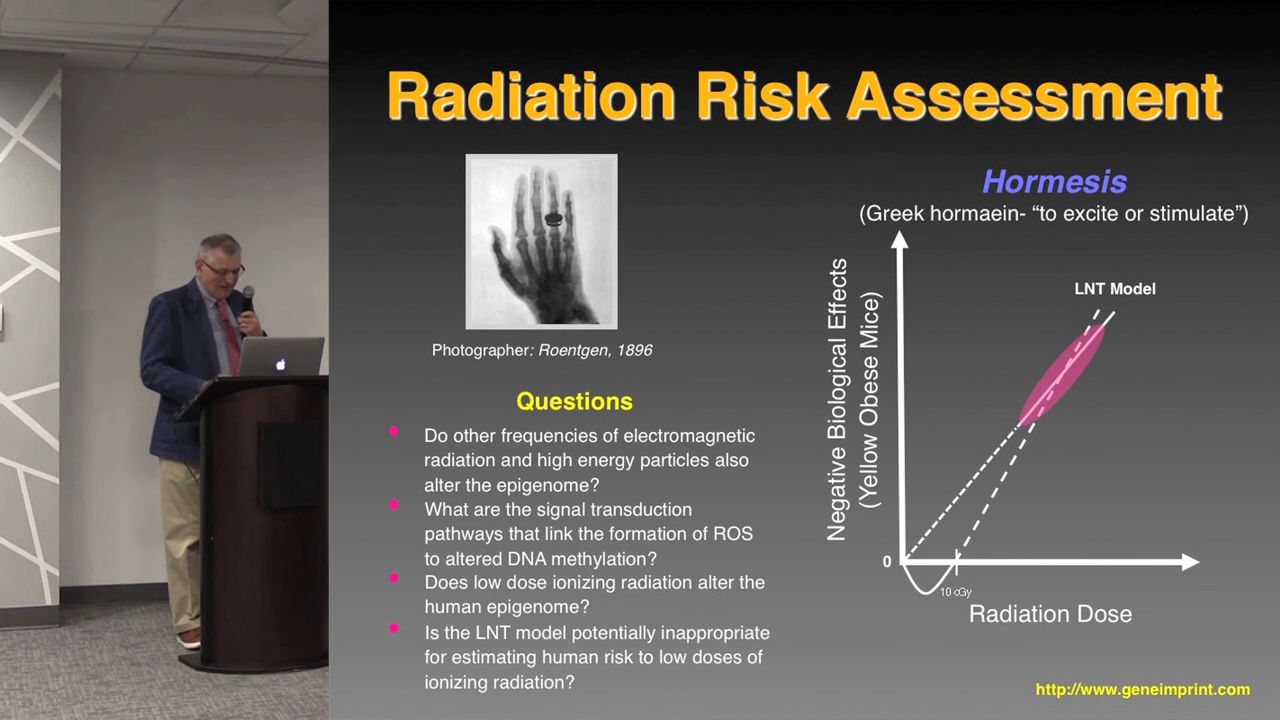 Radiation Risk Assessment
Photographer: Roentgen, 1896
Questions
Do other frequencies of electromagnetic
radiation and high energy particles also
alter the epigenome?
What are the signal transduction
pathways that link the formation of ROS
to altered DNA methylation?
Does low dose ionizing radiation alter the
human epigenome?
Is the LNT model potentially inappropriate
for estimating human risk to low doses of
ionizing radiation?
Hormesis
(Greek hormaein- “to excite or stimulate”)
Negative Biological Effects
(Yellow Obese Mice)
LNT Model
0
10 cGy
Radiation Dose
http://www.geneimprint.com